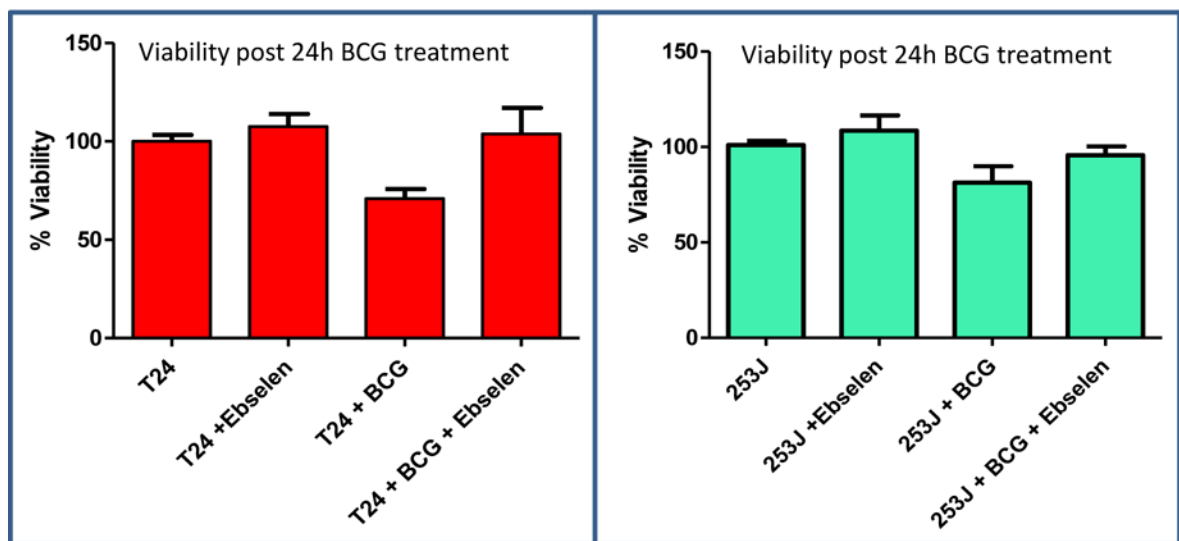 Viability post 24h BCG treatment
% Viability
150
100
50
0
T24
T24 +Ebselen
T24 + BCG
T24 + BCG + Ebselen
Viability post 24h BCG treatment
% Viability
150
100
50
0
253J
253J +Ebselen
253J + BCG
253J + BCG + Ebselen